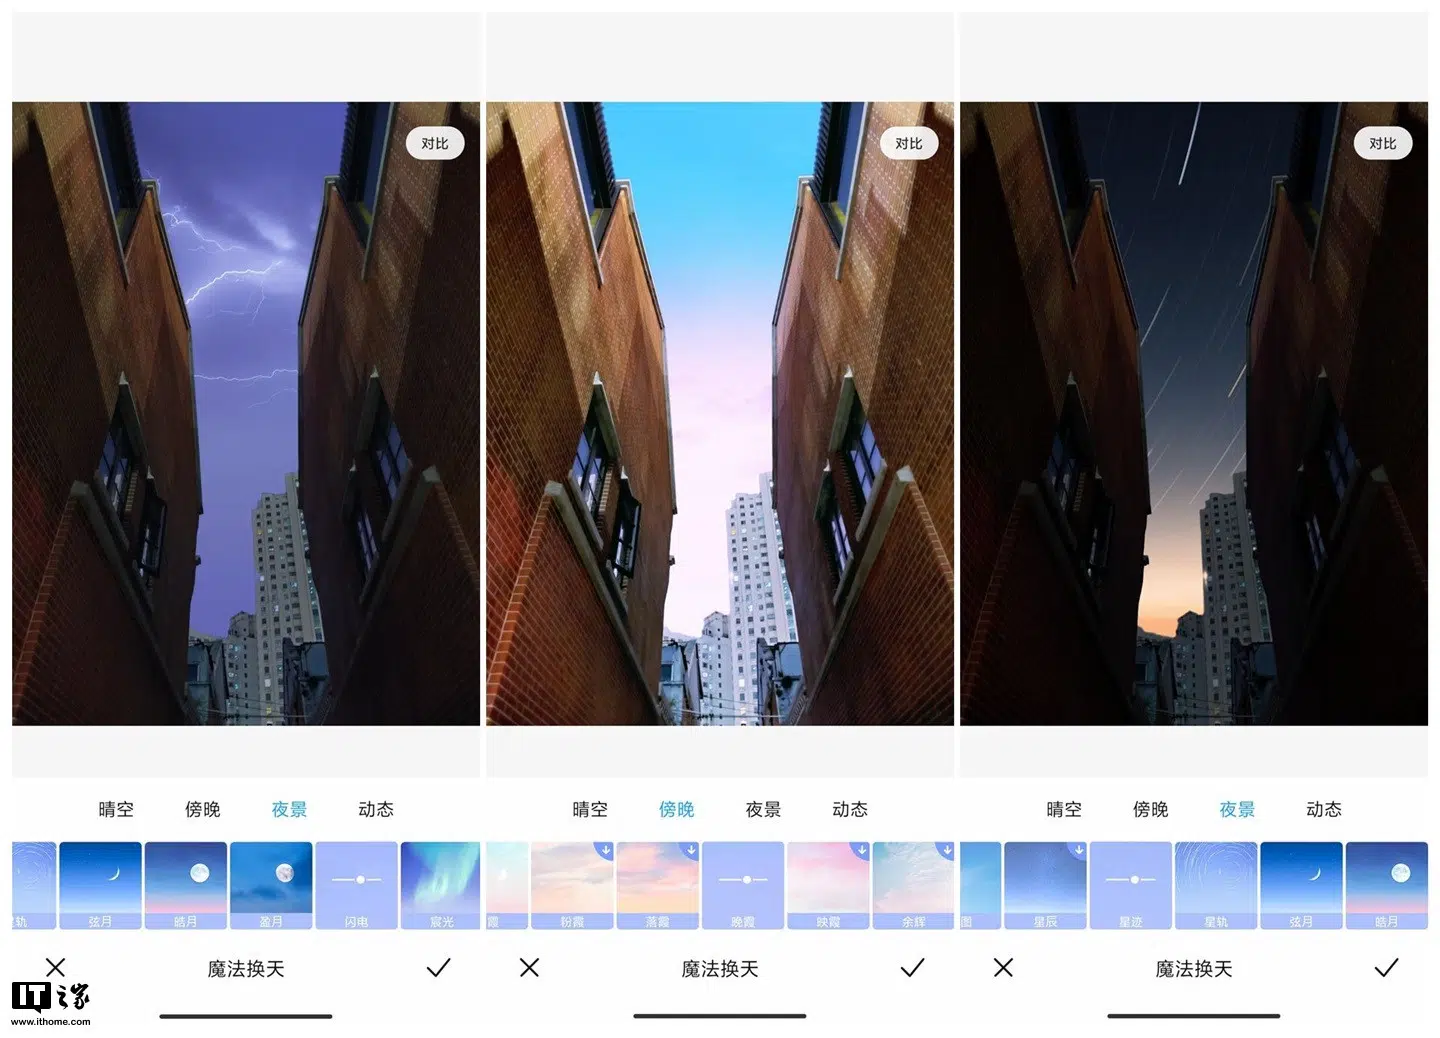 对比
对比
对比
晴空 傍晚 夜景 动态
晴空 傍晚 夜景 动态
晴空 傍晚 夜景 动态
轨 弦月 皓月 盈月 闪电 宸光
霞 粉霞 落霞 晚霞 映霞 余辉
图 星辰 星迹 星轨 弦月 皓月
魔法换天
魔法换天
魔法换天
IT之家
www.ithome.com